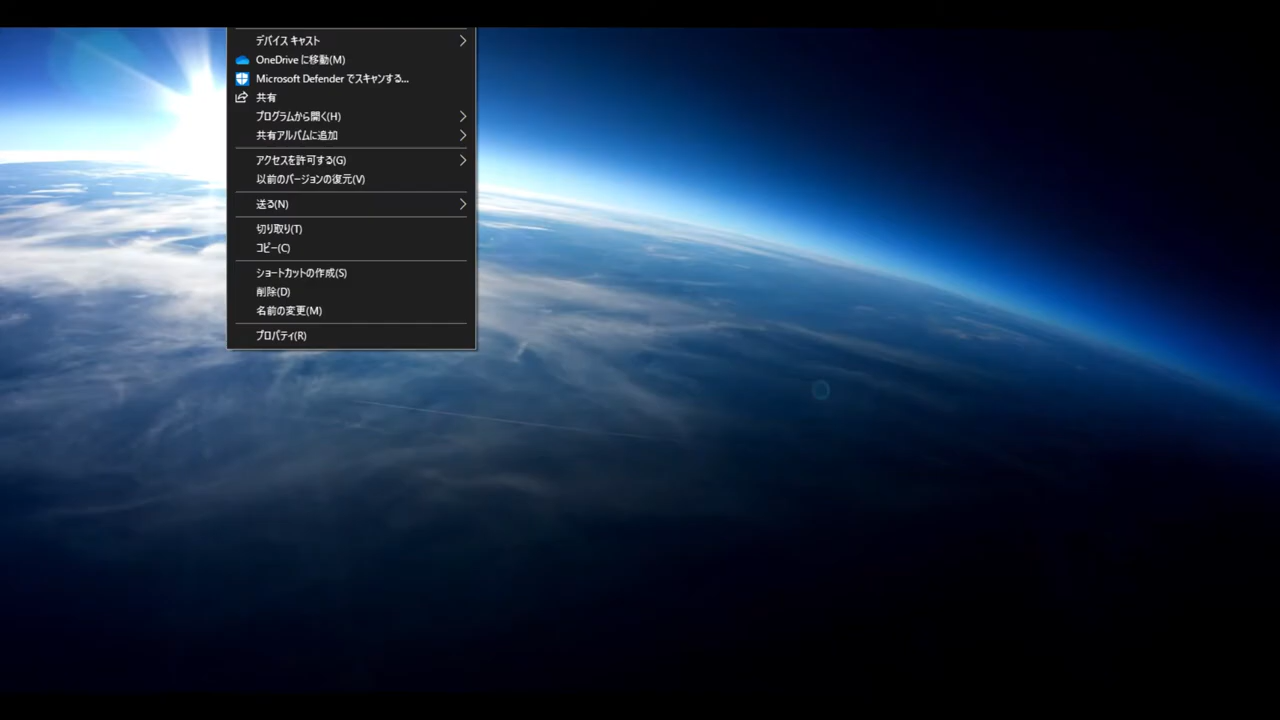 デバイス キャスト
OneDrive に移動(M)
Microsoft Defender でスキャンする...
共有
プログラムから開く(H)
共有アルバムに追加
アクセスを許可する(G)
以前のバージョンの復元(V)
送る(N)
切り取り(T)
コピー(C)
ショートカットの作成(S)
削除(D)
名前の変更(M)
プロパティ(R)